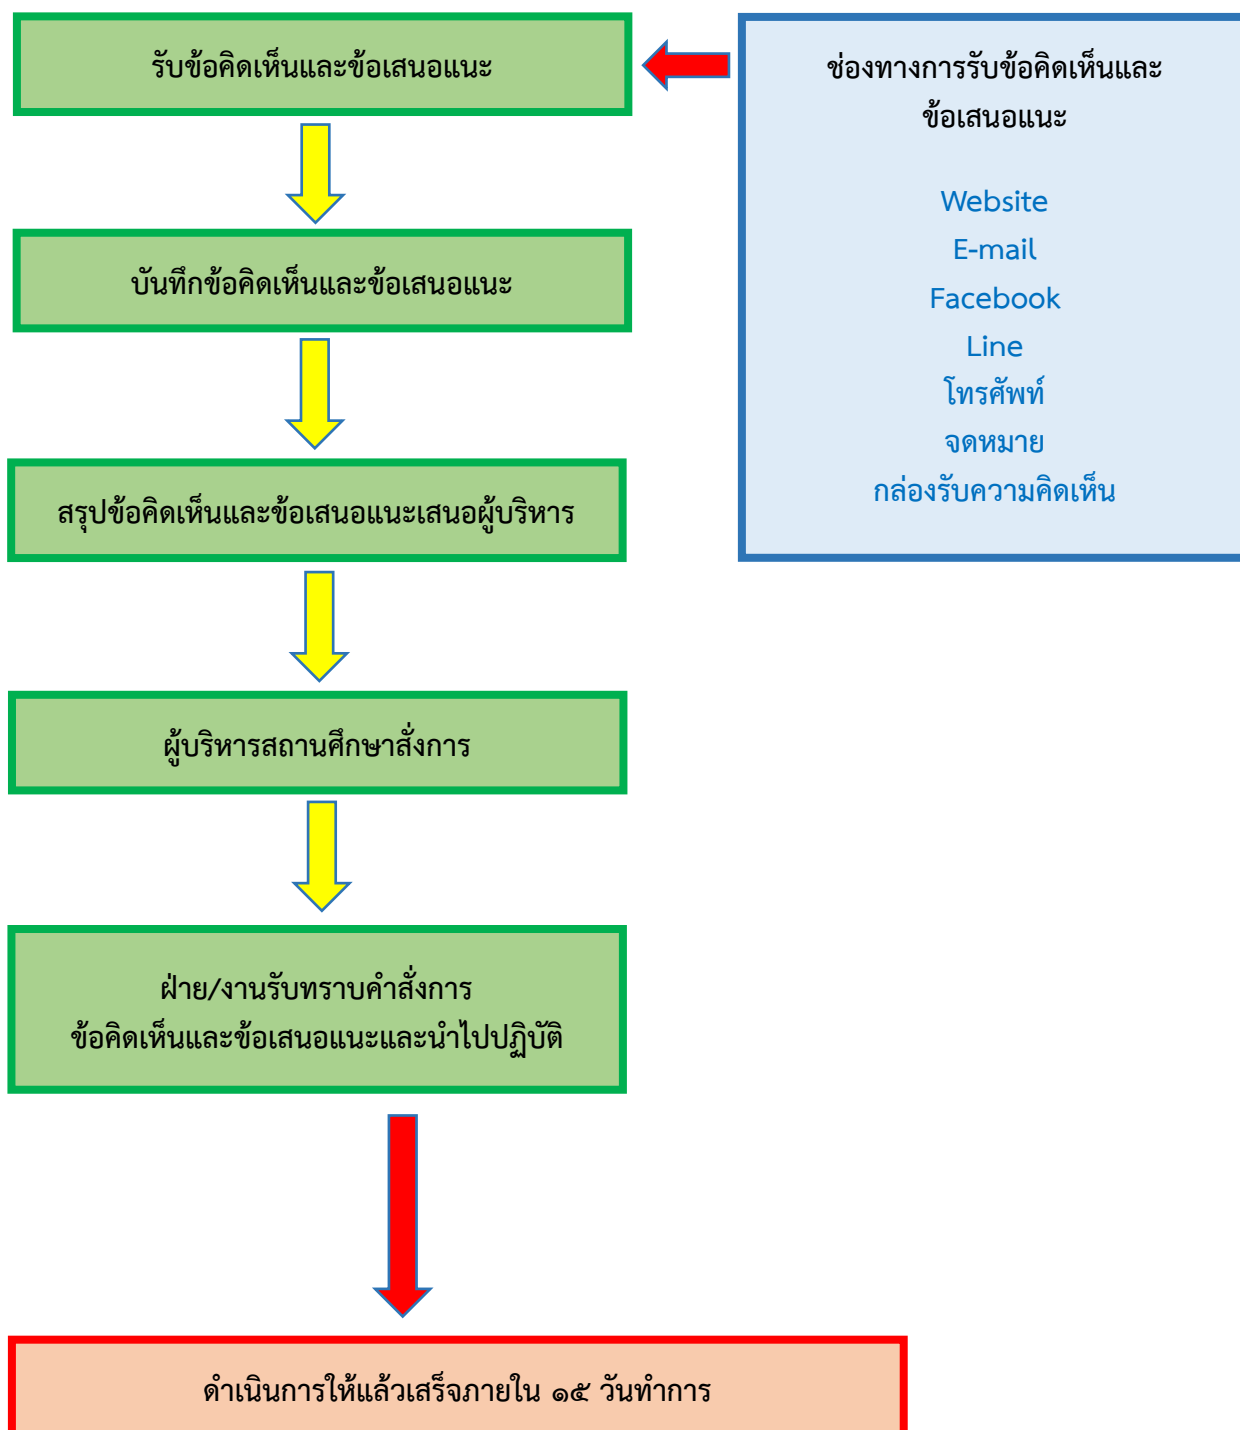 รับข้อคิดเห็นและข้อเสนอแนะ
ช่องทางการรับข้อคิดเห็นและ
ข้อเสนอแนะ
Website
E-mail
Facebook
Line
โทรศัพท์
จดหมาย
กล่องรับความคิดเห็น
บันทึกข้อคิดเห็นและข้อเสนอแนะ
สรุปข้อคิดเห็นและข้อเสนอแนะเสนอผู้บริหาร
ผู้บริหารสถานศึกษาสั่งการ
ฝ่าย/งานรับทราบคำสั่งการ
ข้อคิดเห็นและข้อเสนอแนะและนำไปปฏิบัติ
ดำเนินการให้แล้วเสร็จภายใน ๑๕ วันทำการ